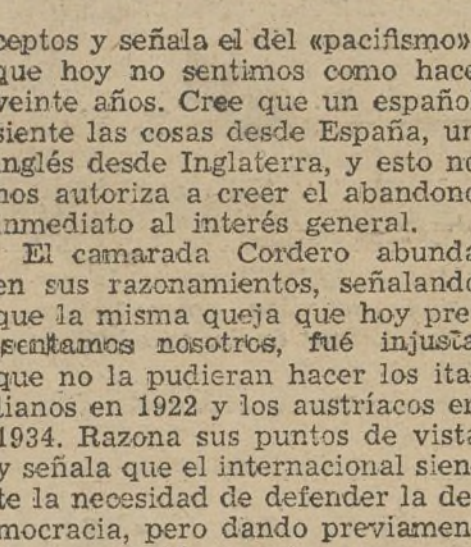 ceptos y señala el del «pacifismo»
que hoy no sentimos como hace
veinte años. Cree que un españo
siente las cosas desde España, un
inglés desde Inglaterra, y esto no
nos autoriza a creer el abandono
inmediato al interés general.
El camarada Cordero abunda
en sus razonamientos, señalando
que la misma queja que hoy pre
sentamos nosotros, fué injusta
que no la pudieran hacer los ita
lianos en 1922 y los austríacos en
1934. Razona sus puntos de vista
y señala que el internacional sien
te la necesidad de defender la de
mocracia, pero dando previamen